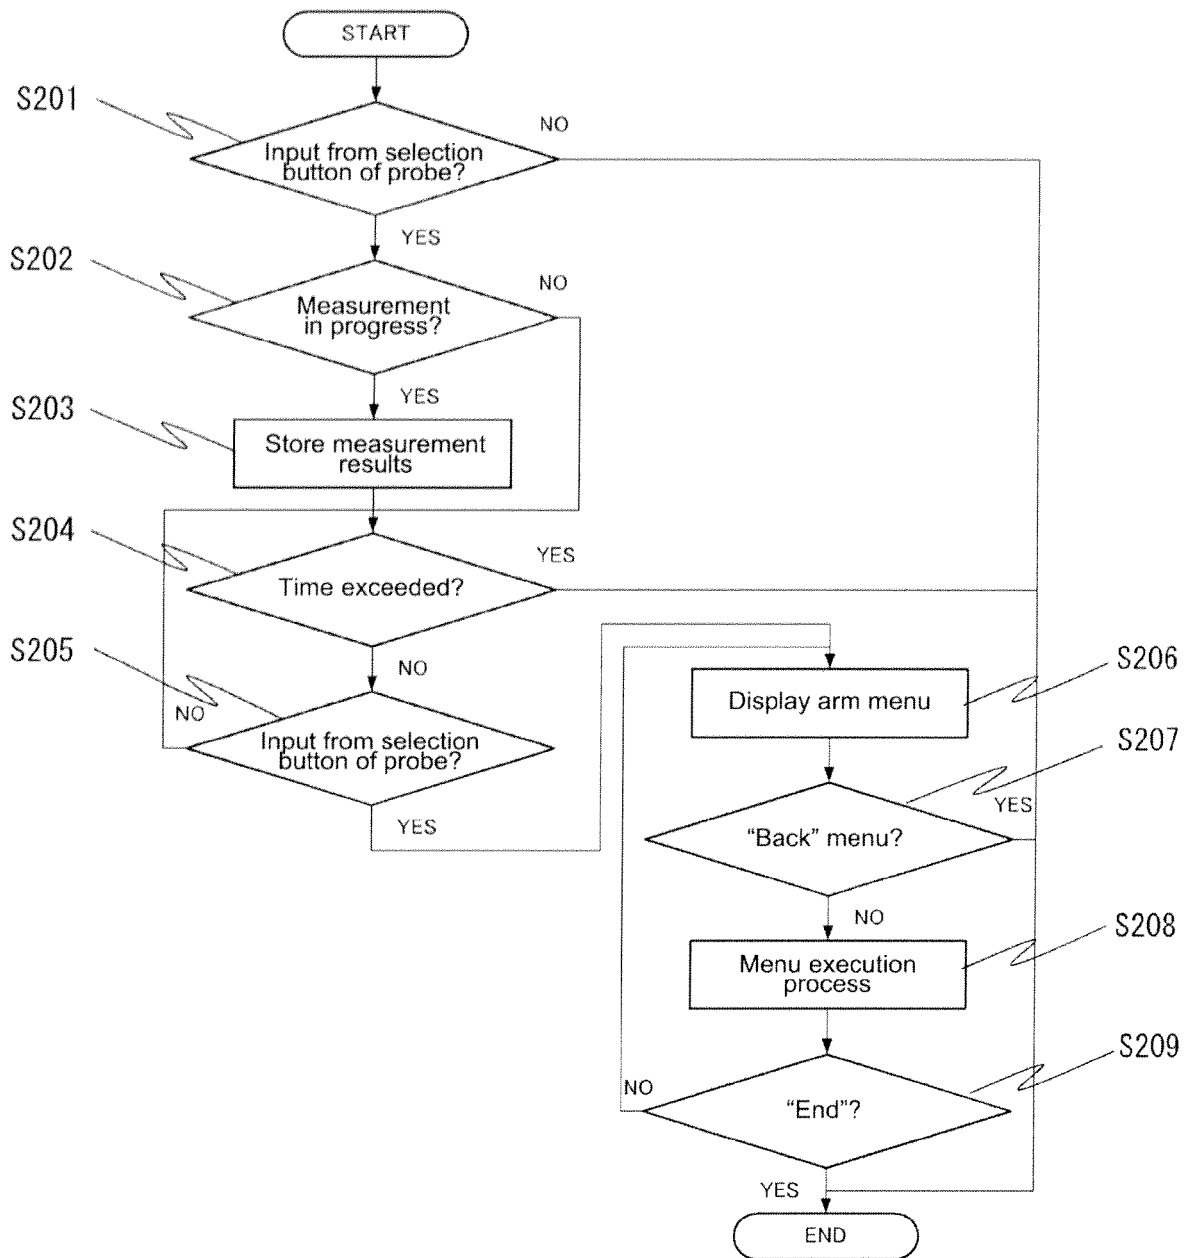 START
S201
NO
Input from selection
button of probe?
YES
S202
NO
Measurement
in progress?
YES
S203
Store measurement
results
S204
YES
Time exceeded?
S205
NO
NO
Input from selection
button of probe?
YES
S206
Display arm menu
S207
YES
“Back” menu?
NO
S208
Menu execution
process
S209
NO
“End”?
YES
END